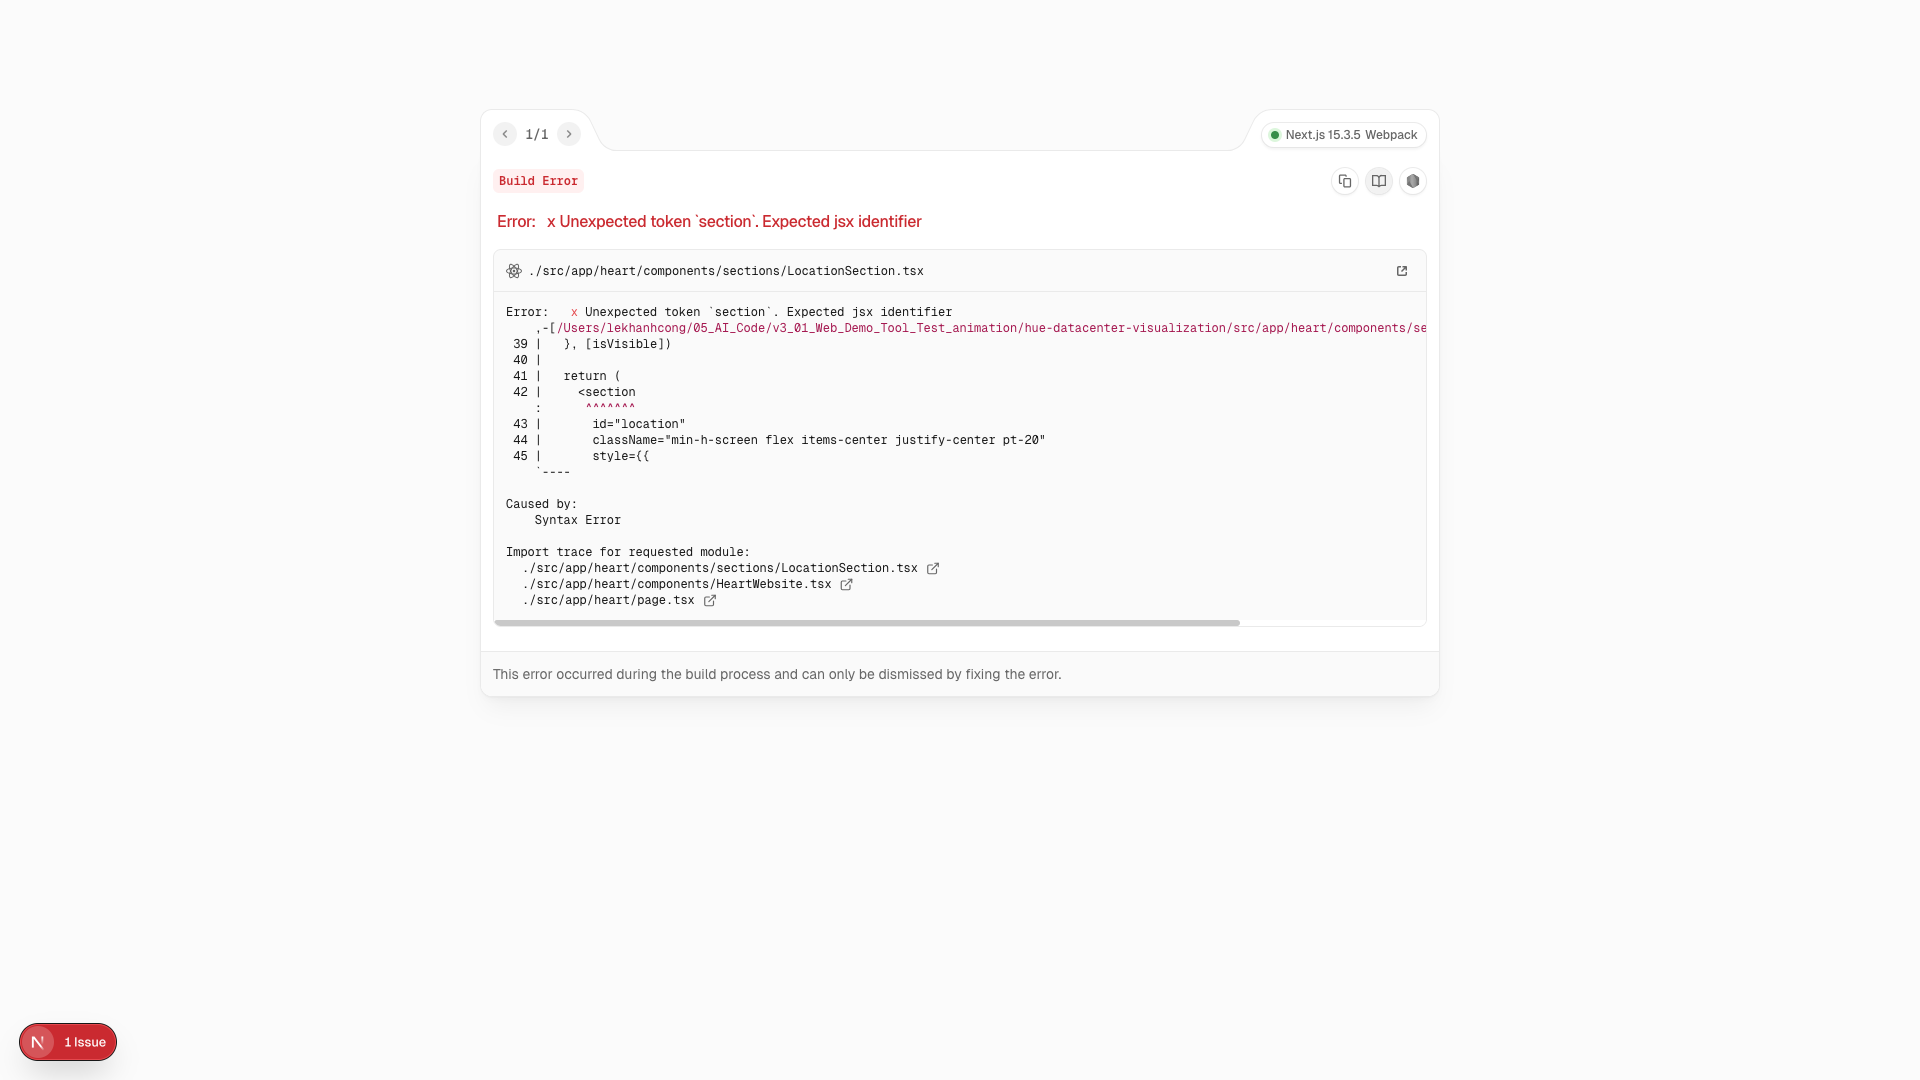 1/1
Next.js 15.3.5 Webpack
Build Error
Error:   x Unexpected token `section`. Expected jsx identifier
./src/app/heart/components/sections/LocationSection.tsx
Error:   x Unexpected token `section`. Expected jsx identifier
    ,-[/Users/lekhanhcong/05_AI_Code/v3_01_Web_Demo_Tool_Test_animation/hue-datacenter-visualization/src/app/heart/components/se
 39 |   }, [isVisible])
 40 |
 41 |   return (
 42 |     <section
    :      ^^^^^^^
 43 |       id="location"
 44 |       className="min-h-screen flex items-center justify-center pt-20"
 45 |       style={{
    `----
Caused by:
    Syntax Error
Import trace for requested module:
./src/app/heart/components/sections/LocationSection.tsx
./src/app/heart/components/HeartWebsite.tsx
./src/app/heart/page.tsx
This error occurred during the build process and can only be dismissed by fixing the error.
N 1 Issue